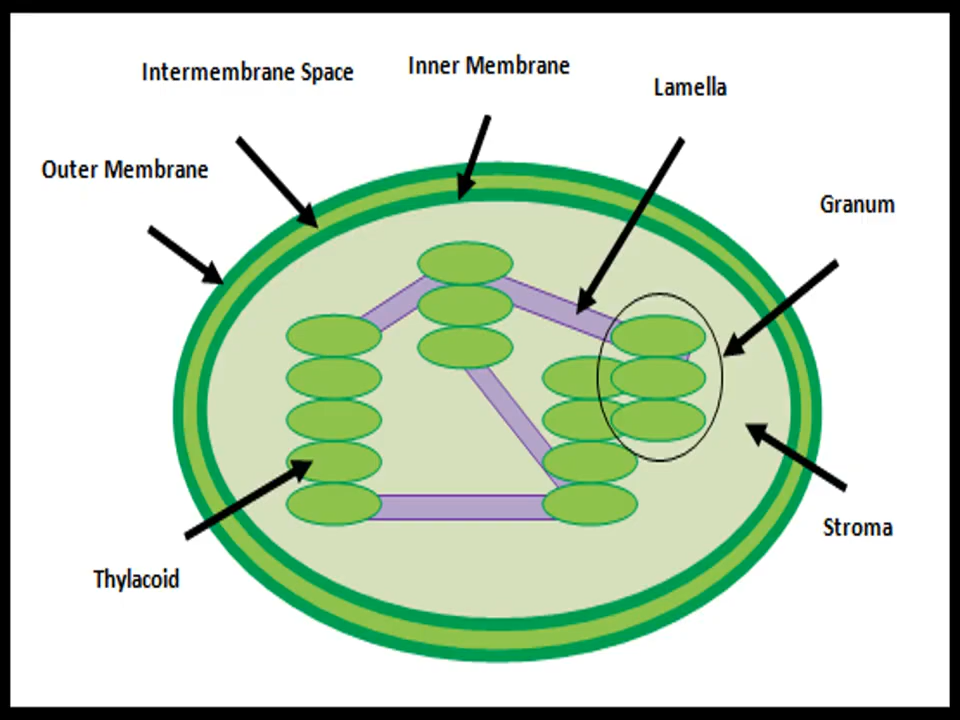 Intermembrane Space
Inner Membrane
Lamella
Outer Membrane
Granum
Stroma
Thylacoid